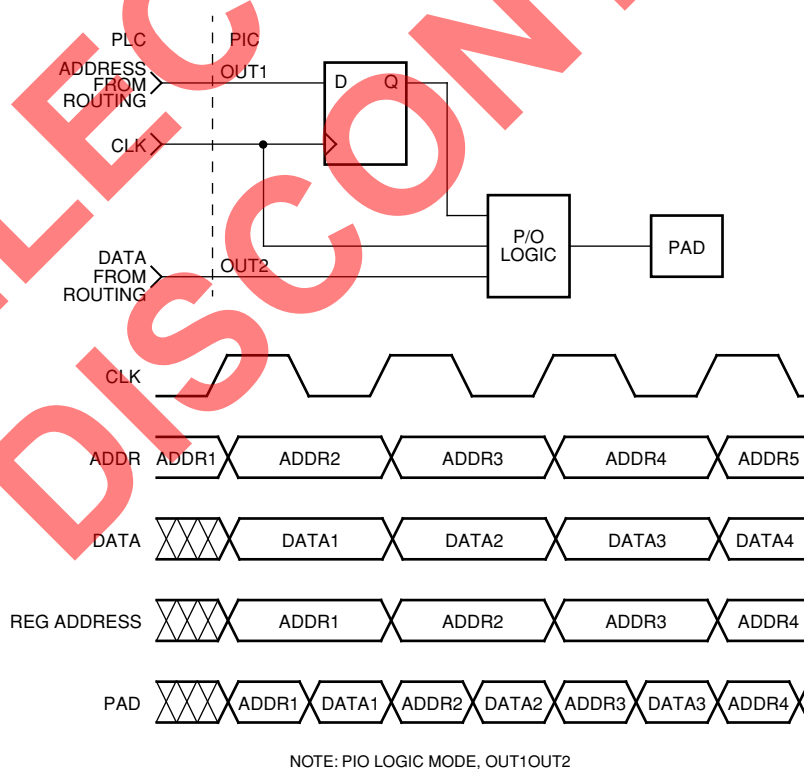 PLC
PIC
ADDRESS
FROM
ROUTING
OUT1
D
Q
CLK
DATA
FROM
ROUTING
OUT2
P/O
LOGIC
PAD
CLK
ADDR ADDR1 ADDR2 ADDR3 ADDR4 ADDR5
DATA DATA1 DATA2 DATA3 DATA4
REG ADDRESS ADDR1 ADDR2 ADDR3 ADDR4
PAD ADDR1 DATA1 ADDR2 DATA2 ADDR3 DATA3 ADDR4
NOTE: PIO LOGIC MODE, OUT1OUT2